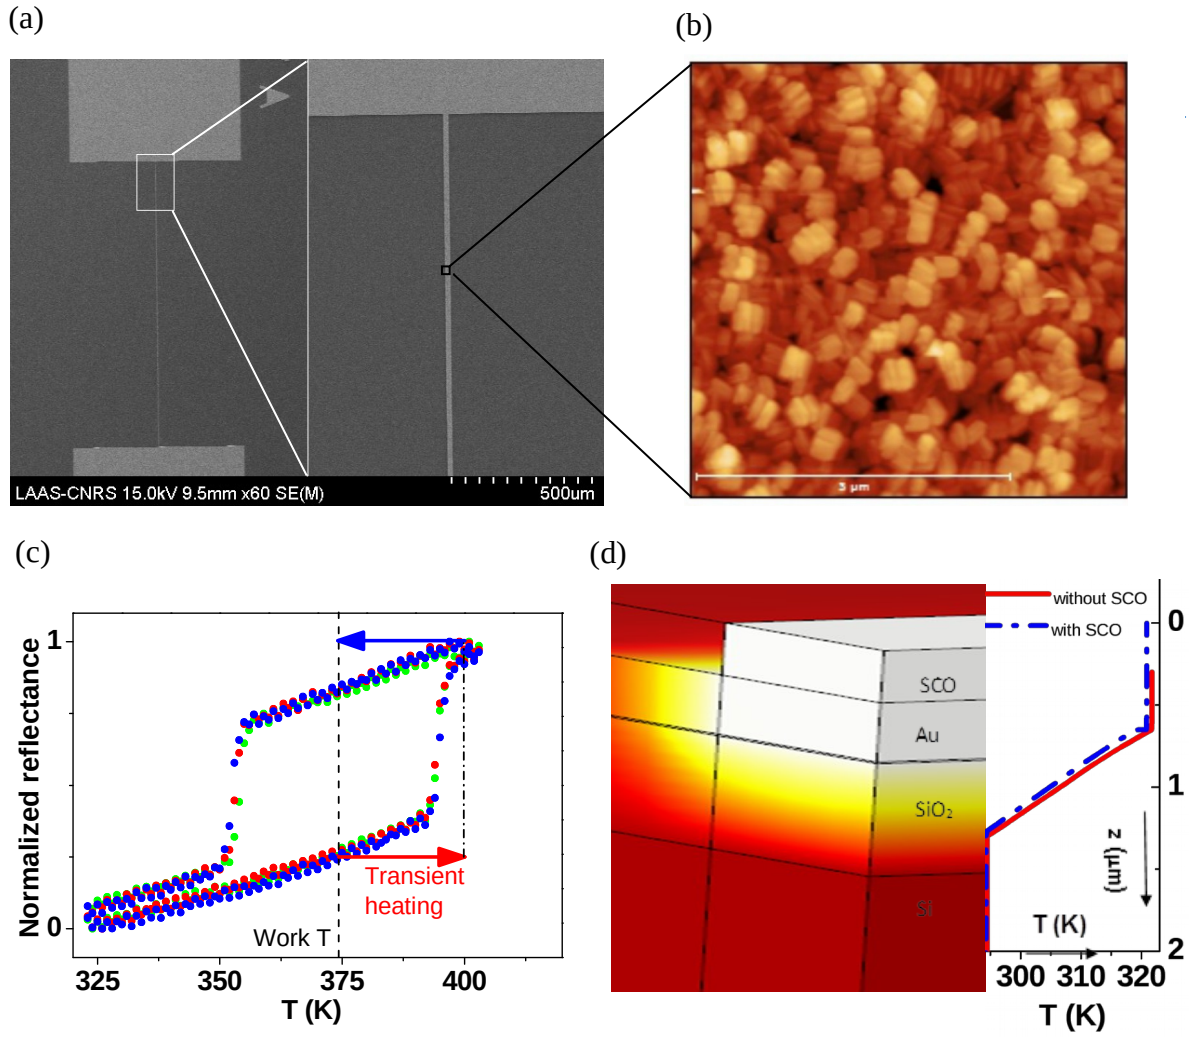 (a)
(b)
LAAS-CNRS 15.0kV 9.5mm x60 SE(M)
500um
3 µm
(c)
(d)
Normalized reflectance
1
0
Transient
heating
Work T
325
350
375
400
T (K)
SCO
Au
SiO₂
Si
without SCO
with SCO
0
1
2
z (µm)
T (K)
300
310
320
T (K)